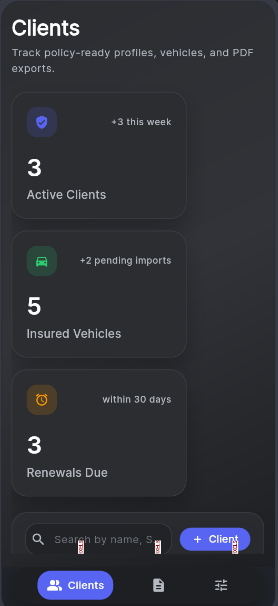 Clients
Track policy-ready profiles, vehicles, and PDF
exports.
+3 this week
3
Active Clients
+2 pending imports
5
Insured Vehicles
within 30 days
3
Renewals Due
Search by name, S...
+ Client
Clients